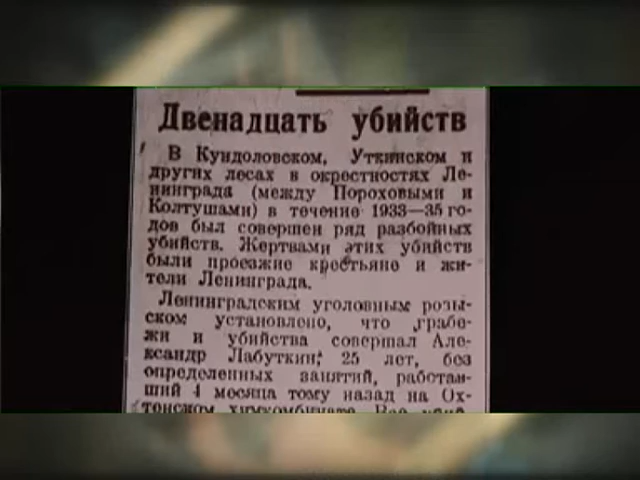 Двенадцать убийств
В Кундоловском, Уткинском и
других лесах в окрестностях Ле-
нинграда (между Пороховыми и
Колтушами) в течение 1933—35 го-
дов был совершен ряд разбойных
убийств. Жертвами этих убийств
были проезжие крестьяне и жи-
тели Ленинграда.
Ленинградским уголовным розы-
ском установлено, что грабе-
жи и убийства совершал Але-
ксандр Лабуткин, 25 лет, без
определенных занятий, работав-
ший 4 месяца тому назад на Ох-
тенском химкомбинате. Все